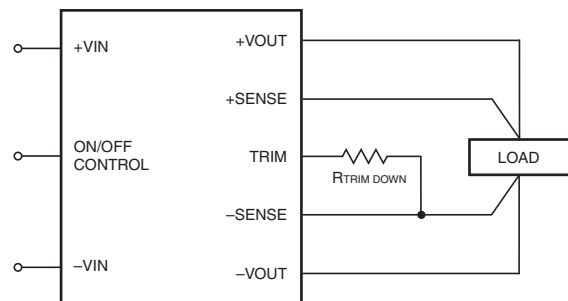 +VOUT
+VIN
+SENSE
ON/OFF
CONTROL
TRIM
LOAD
RTRIM DOWN
–SENSE
–VIN
–VOUT